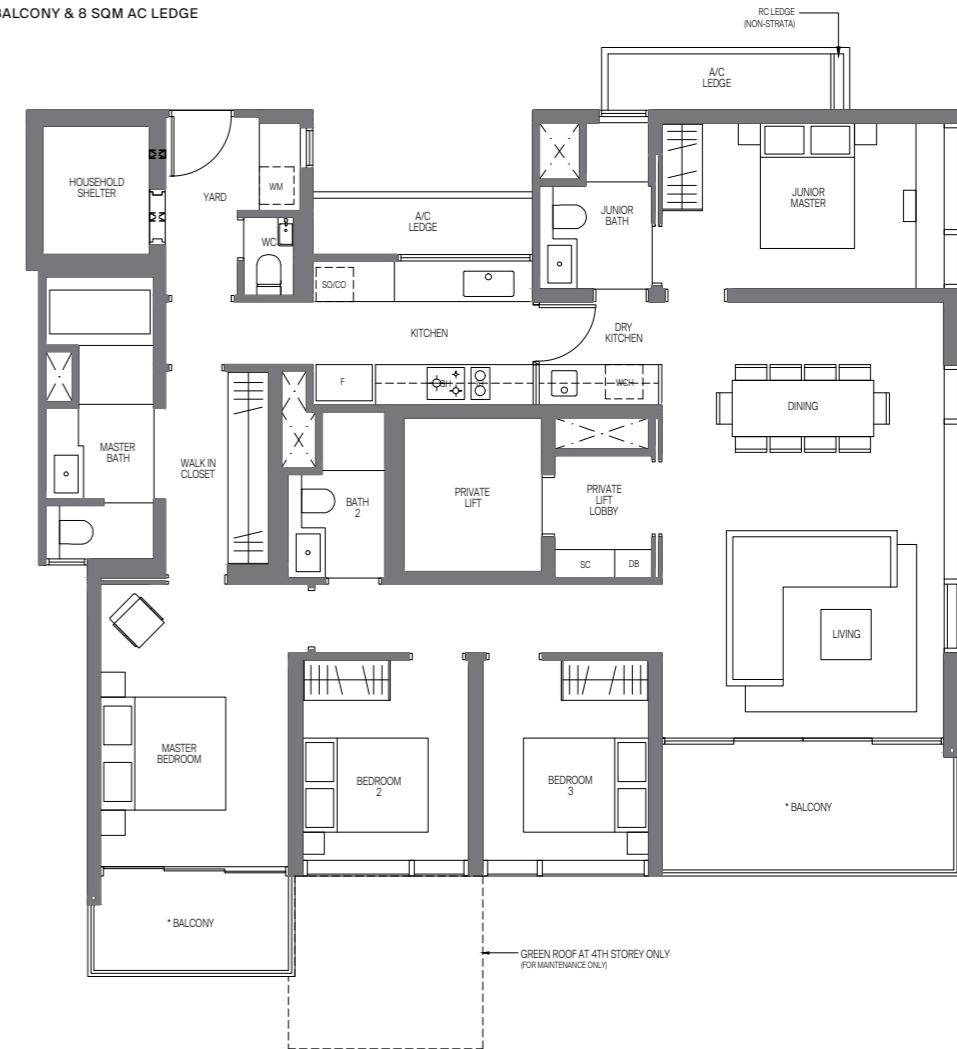 BALCONY & 8 SQM AC LEDGE
RC LEDGE
(NON-STRATA)
A/C
LEDGE
HOUSEHOLD
SHELTER
YARD
WM
WC
A/C
LEDGE
JUNIOR
BATH
JUNIOR
MASTER
SO/CO
KITCHEN
DRY
KITCHEN
F
WCH
DINING
MASTER
BATH
WALK IN
CLOSET
BATH
2
PRIVATE
LIFT
PRIVATE
LIFT
LOBBY
SC
DB
LIVING
MASTER
BEDROOM
BEDROOM
2
BEDROOM
3
* BALCONY
* BALCONY
GREEN ROOF AT 4TH STOREY ONLY
(FOR MAINTENANCE ONLY)